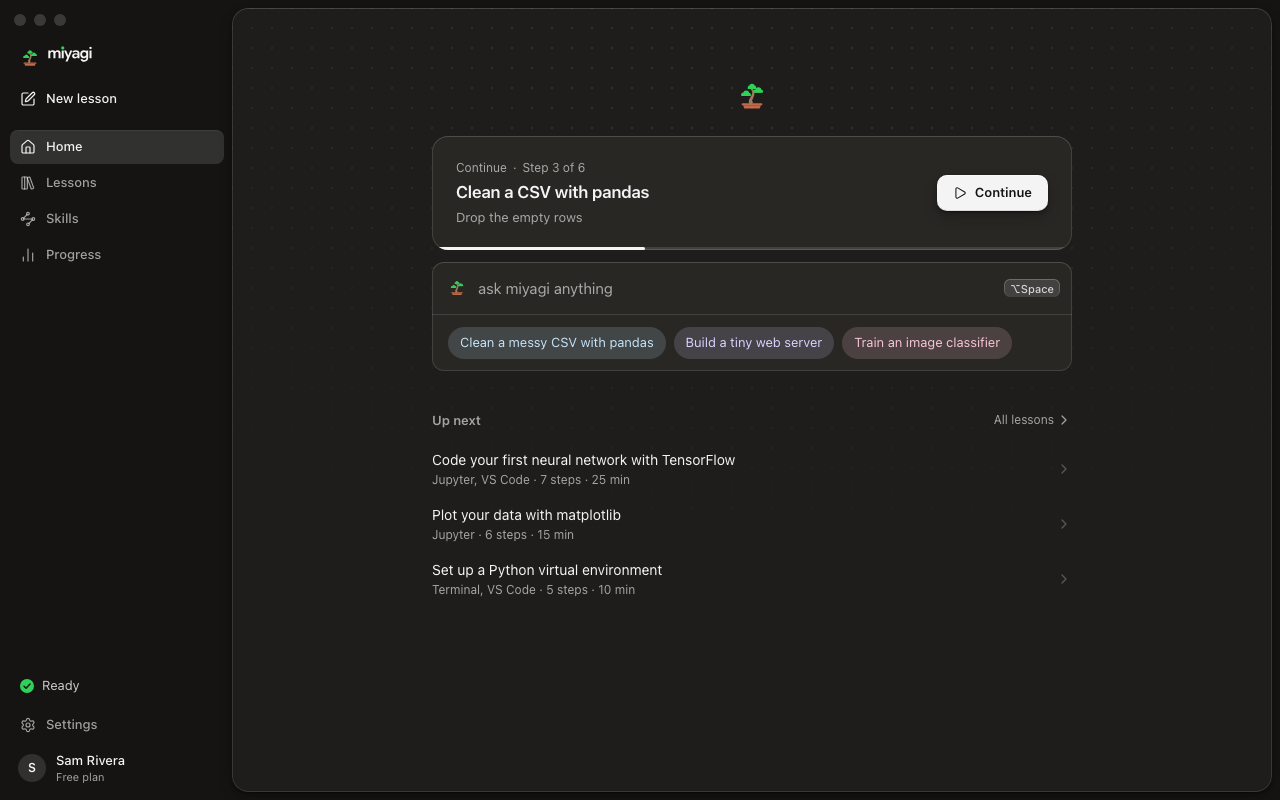 miyagi
New lesson
Home
Lessons
Skills
Progress
Ready
Settings
S
Sam Rivera
Free plan
Continue · Step 3 of 6
Clean a CSV with pandas
Drop the empty rows
Continue
ask miyagi anything
⌥Space
Clean a messy CSV with pandas
Build a tiny web server
Train an image classifier
Up next
All lessons
Code your first neural network with TensorFlow
Jupyter, VS Code · 7 steps · 25 min
Plot your data with matplotlib
Jupyter · 6 steps · 15 min
Set up a Python virtual environment
Terminal, VS Code · 5 steps · 10 min